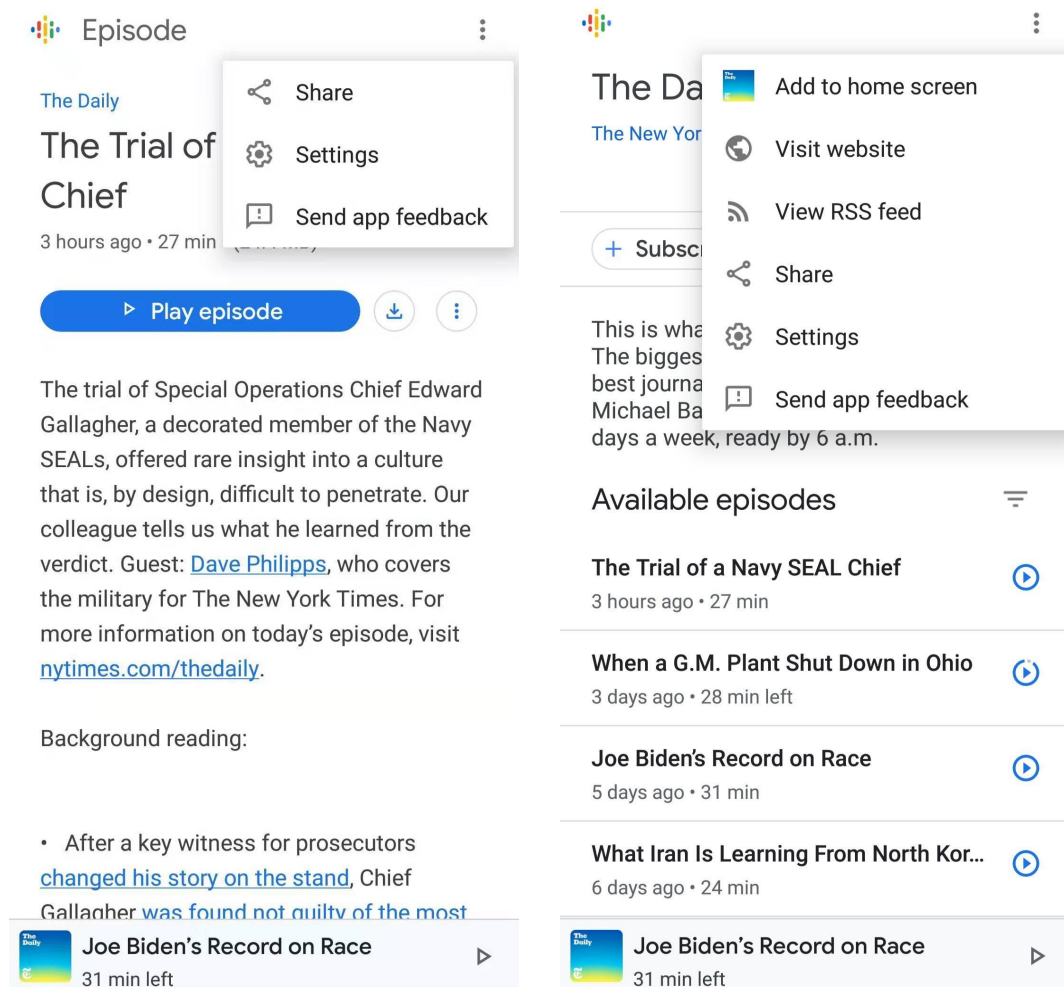 Episode
Share
Settings
Send app feedback
The Daily
The Trial of
Chief
3 hours ago • 27 min
Play episode
The trial of Special Operations Chief Edward
Gallagher, a decorated member of the Navy
SEALs, offered rare insight into a culture
that is, by design, difficult to penetrate. Our
colleague tells us what he learned from the
verdict. Guest: Dave Philipps, who covers
the military for The New York Times. For
more information on today's episode, visit
nytimes.com/thedaily.
Background reading:
• After a key witness for prosecutors
changed his story on the stand, Chief
Gallagher was found not guilty of the most
The Daily
Joe Biden's Record on Race
31 min left
The Da
The New Yor
The Daily
Add to home screen
Visit website
View RSS feed
Share
Settings
Send app feedback
+ Subscr
This is wha
The bigges
best journa
Michael Ba
days a week, ready by 6 a.m.
Available episodes
The Trial of a Navy SEAL Chief
3 hours ago • 27 min
When a G.M. Plant Shut Down in Ohio
3 days ago • 28 min left
Joe Biden's Record on Race
5 days ago • 31 min
What Iran Is Learning From North Kor...
6 days ago • 24 min
The Daily
Joe Biden's Record on Race
31 min left